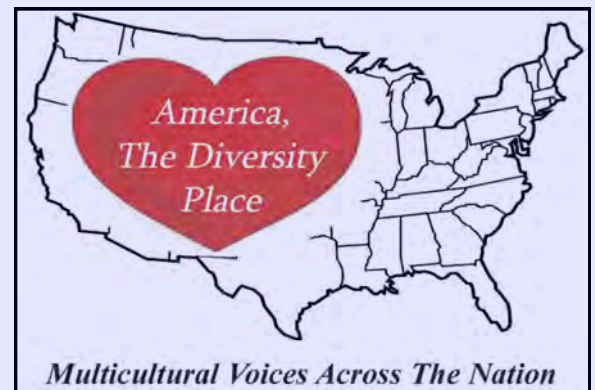 America,
The Diversity
Place
Multicultural Voices Across The Nation